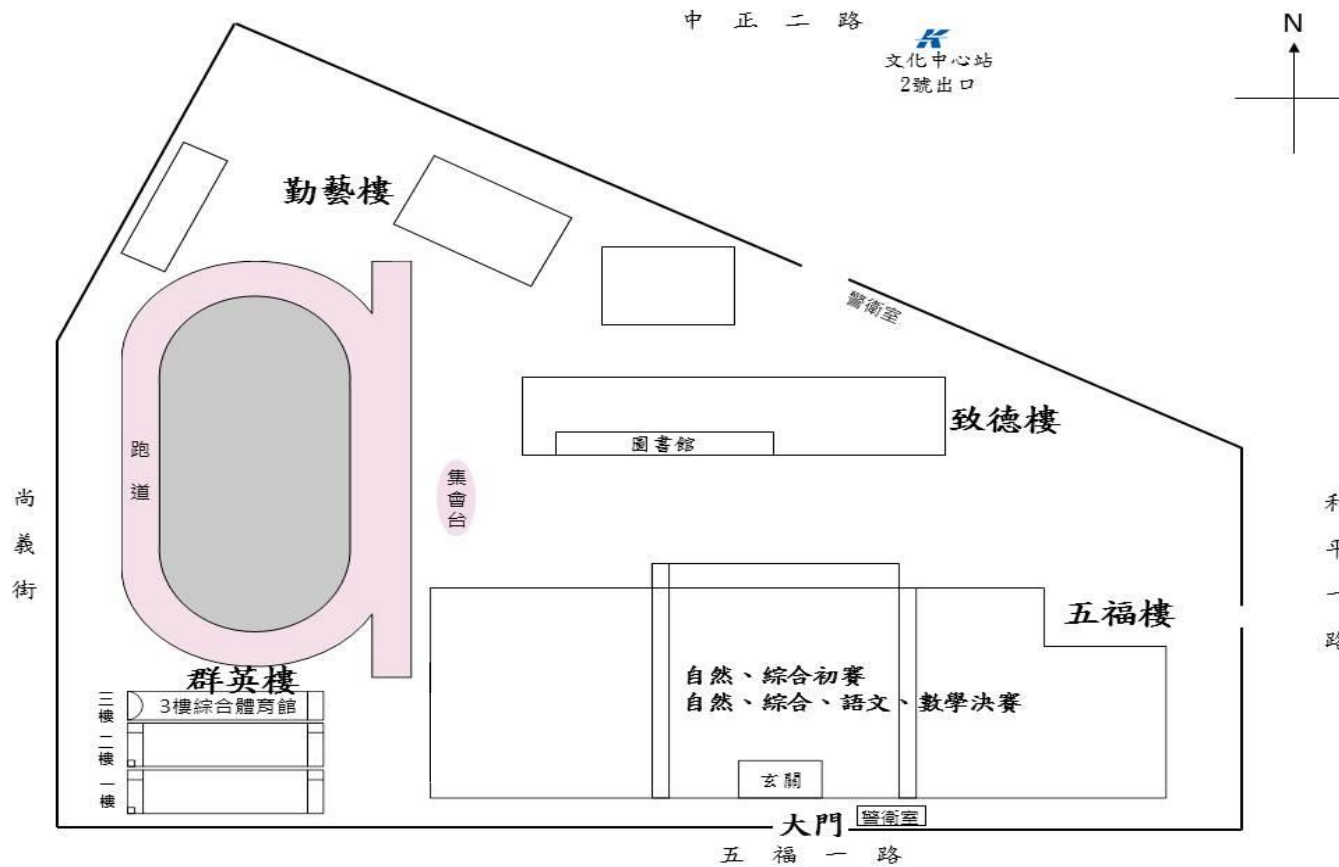 中正二路
N
文化中心站
2號出口
勤藝樓
警衛室
致德樓
圖書館
跑道
集會台
尚義街
和平一路
五福樓
群英樓
自然、綜合初賽
自然、綜合、語文、數學決賽
三樓
3樓綜合體育館
二樓
一樓
玄關
大門
警衛室
五福一路